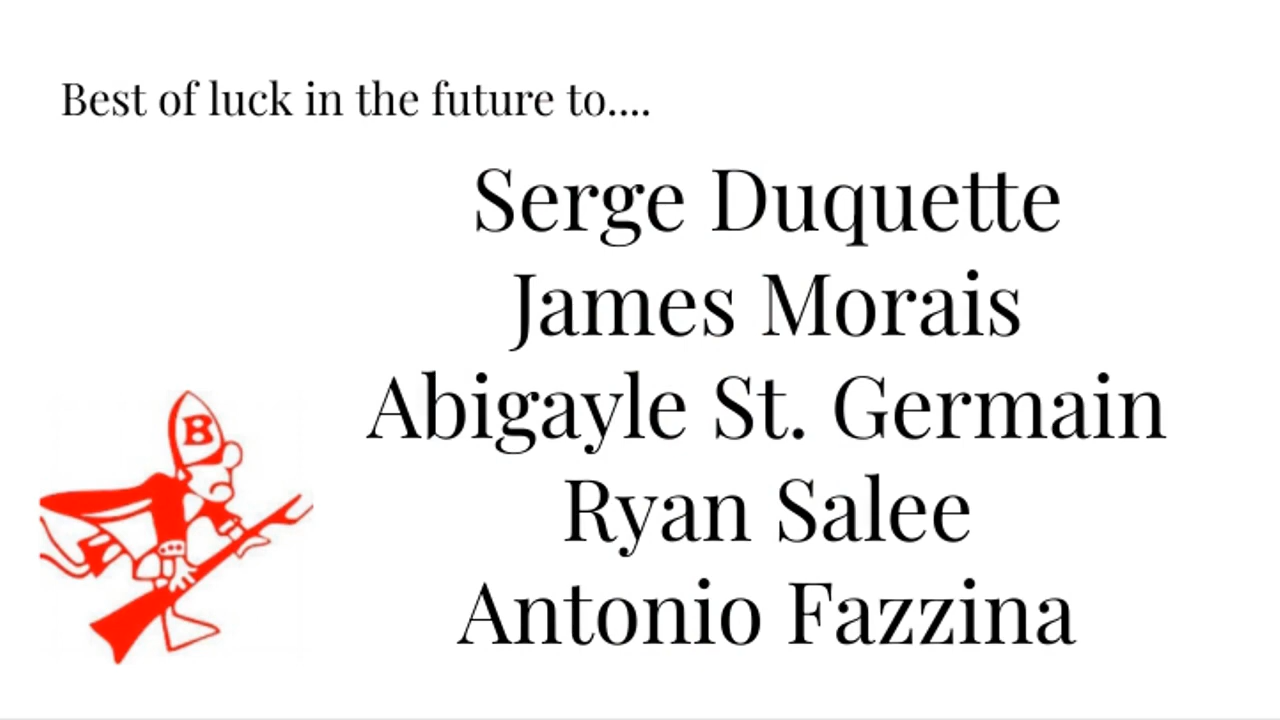 Best of luck in the future to....
Serge Duquette
James Morais
Abigayle St. Germain
B
Ryan Salee
Antonio Fazzina